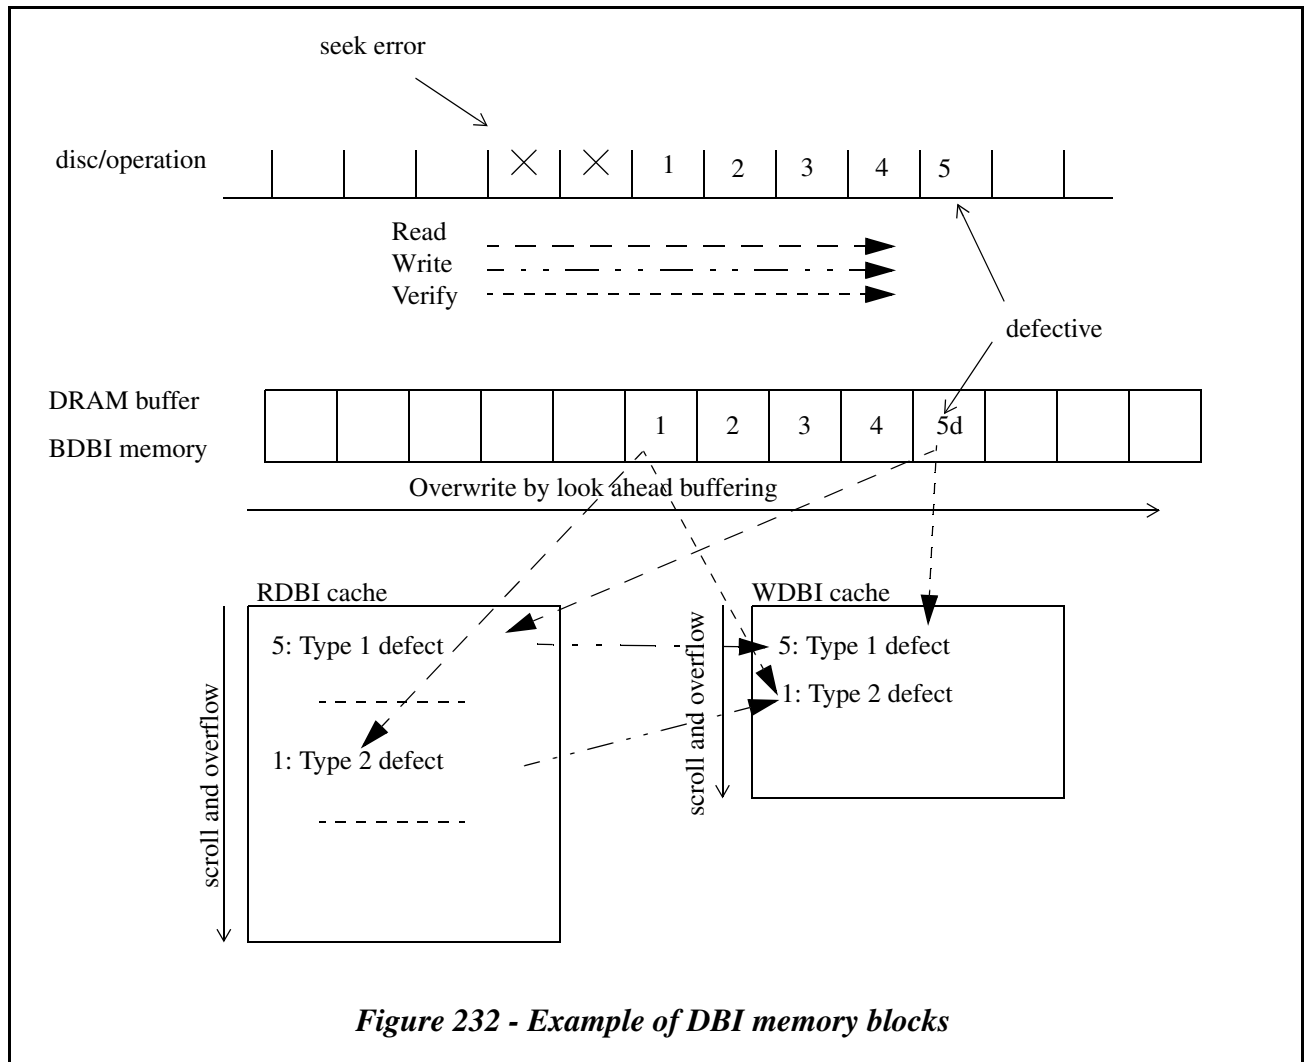 seek error
disc/operation
1 2 3 4 5
Read
Write
Verify
defective
DRAM buffer
BDBI memory
1 2 3 4 5d
Overwrite by look ahead buffering
RDBI cache
WDBI cache
scroll and overflow
5: Type 1 defect
1: Type 2 defect
scroll and overflow
5: Type 1 defect
1: Type 2 defect
Figure 232 - Example of DBI memory blocks